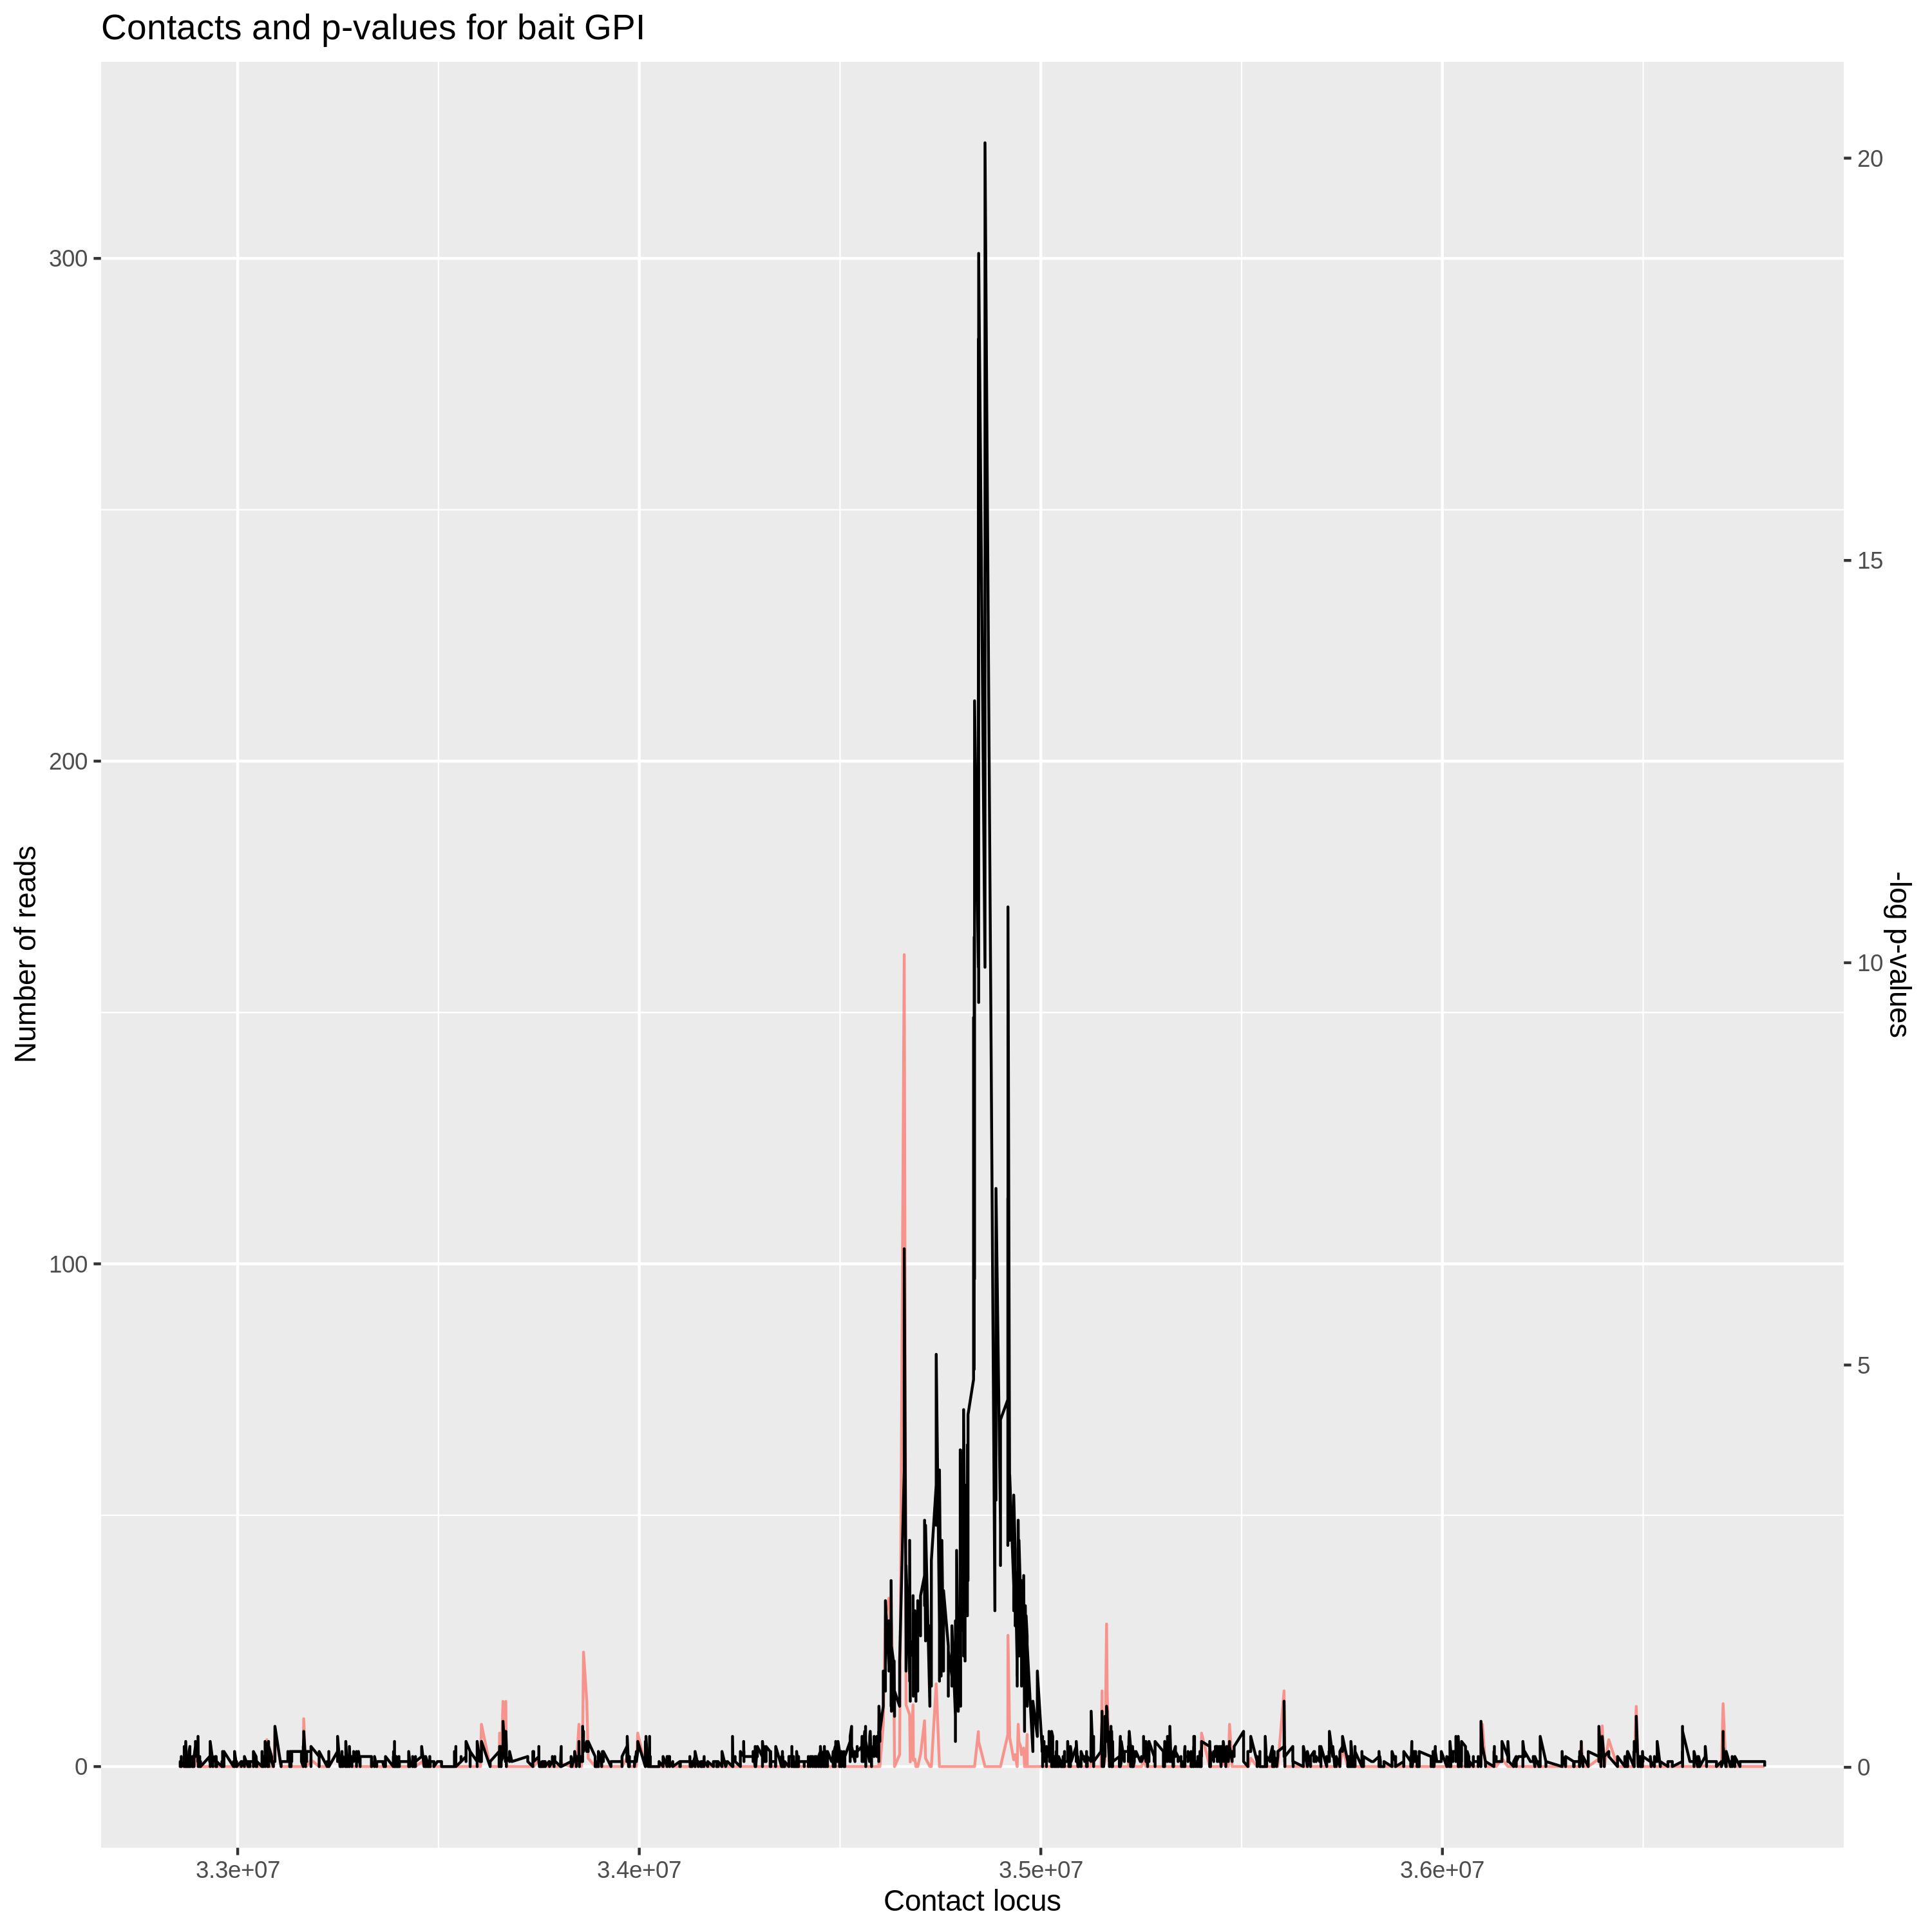 Contacts and p-values for bait GPI
Number of reads
300
200
100
0
20
15
10
5
0
-log p-values
3.3e+07
3.4e+07
3.5e+07
3.6e+07
Contact locus